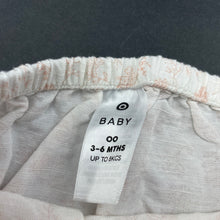 BABY
00
3-6 MTHS
UP TO 8KGS